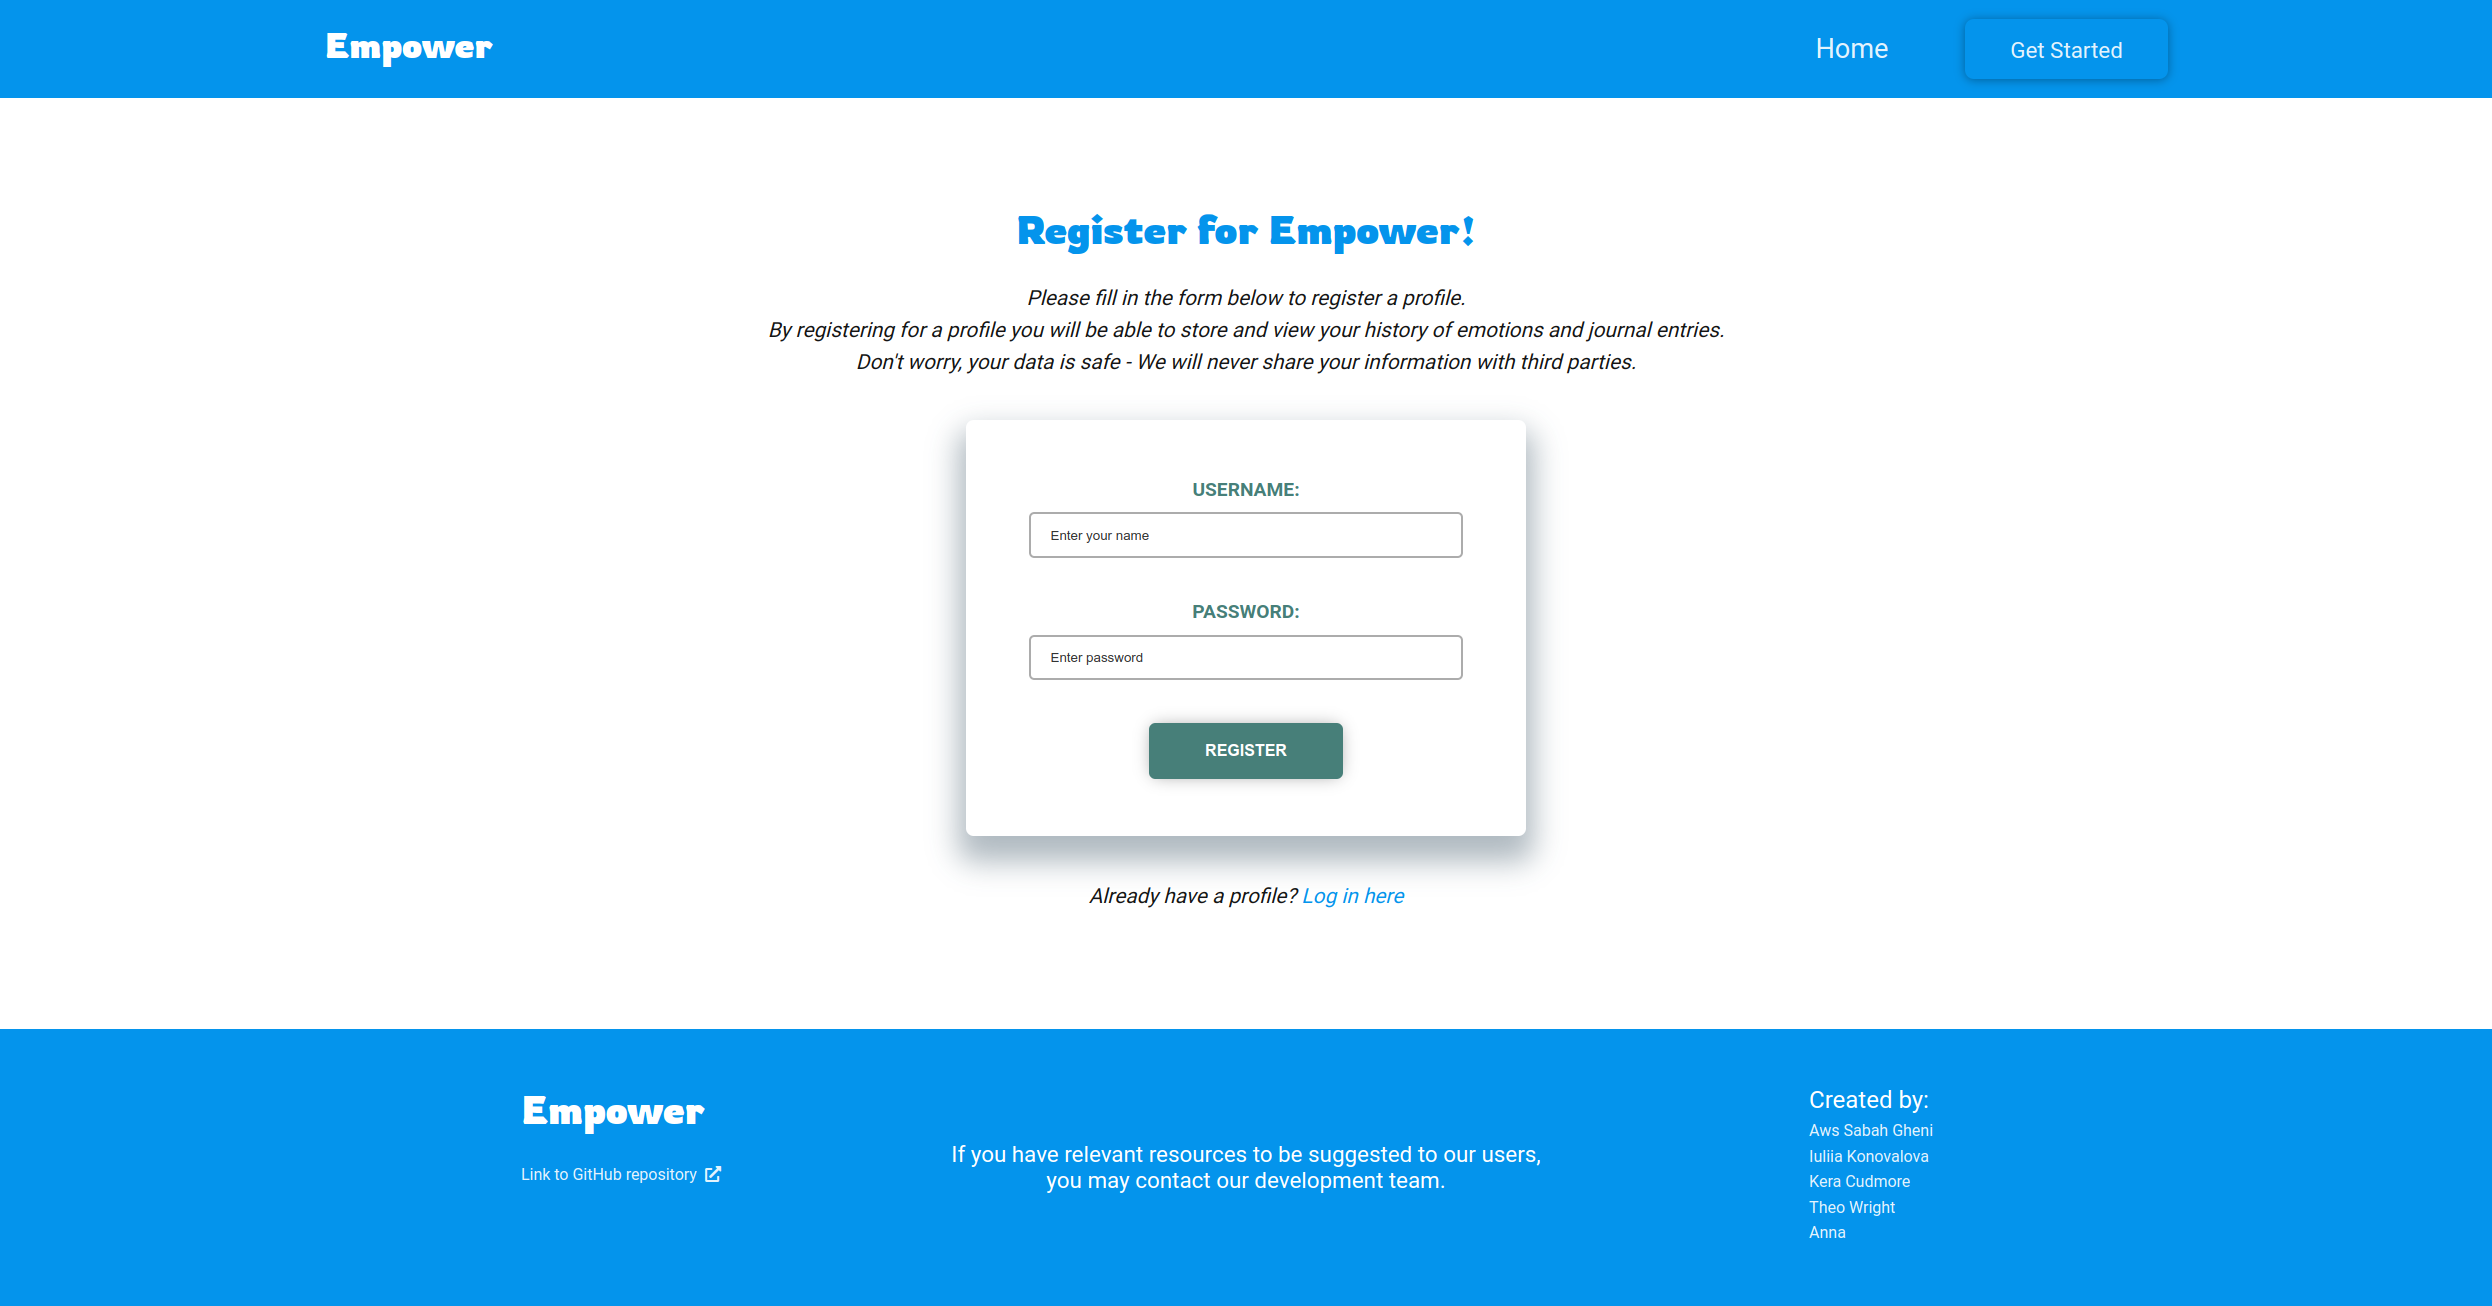 Empower
Home
Get Started
Register for Empower!
Please fill in the form below to register a profile.
By registering for a profile you will be able to store and view your history of emotions and journal entries.
Don't worry, your data is safe - We will never share your information with third parties.
USERNAME:
Enter your name
PASSWORD:
Enter password
REGISTER
Already have a profile? Log in here
Empower
Link to GitHub repository
If you have relevant resources to be suggested to our users,
you may contact our development team.
Created by:
Aws Sabah Gheni
Iuliia Konovalova
Kera Cudmore
Theo Wright
Anna